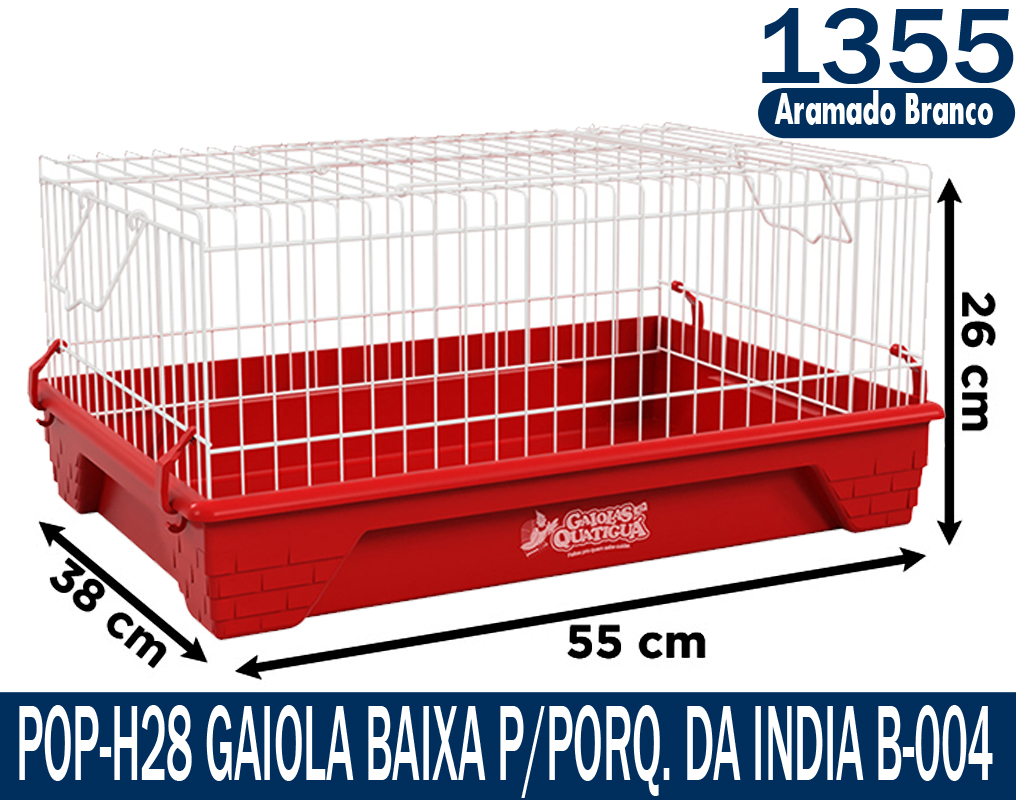 1355
Aramado Branco
26 cm
GAIOLAS
QUATIGUÁ
38 cm
55 cm
POP-H28 GAIOLA BAIXA P/PORQ. DA INDIA B-004